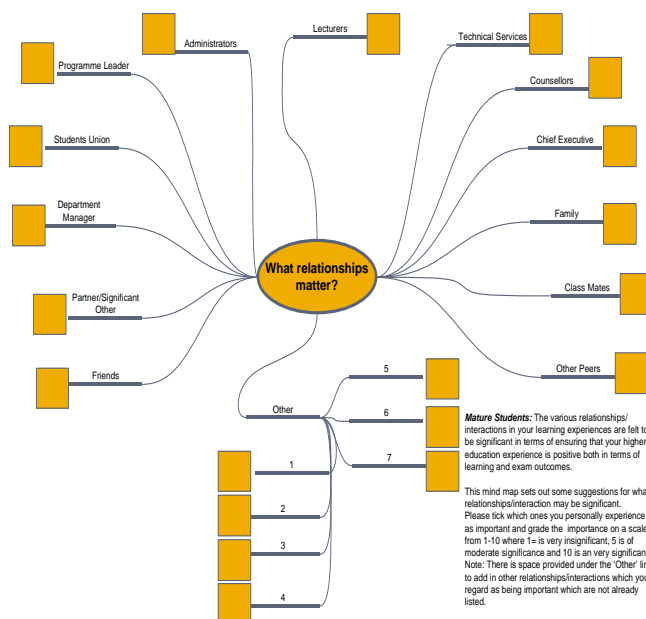 Lecturers
Administrators
Technical Services
Programme Leader
Counsellors
Students Union
Chief Executive
Department
Manager
Family
What relationships
matter?
Class Mates
Partner/Significant
Other
Friends
Other Peers
Other
5
6
7
1
2
3
4
Mature Students: The various relationships/
interactions in your learning experiences are felt to
be significant in terms of ensuring that your higher
education experience is positive both in terms of
learning and exam outcomes.
This mind map sets out some suggestions for wha
relationships/interaction may be significant.
Please tick which ones you personally experience
as important and grade the importance on a scale
from 1-10 where 1= is very insignificant, 5 is of
moderate significance and 10 is an very significan
Note: There is space provided under the 'Other' lin
to add in other relationships/interactions which you
regard as being important which are not already
listed.